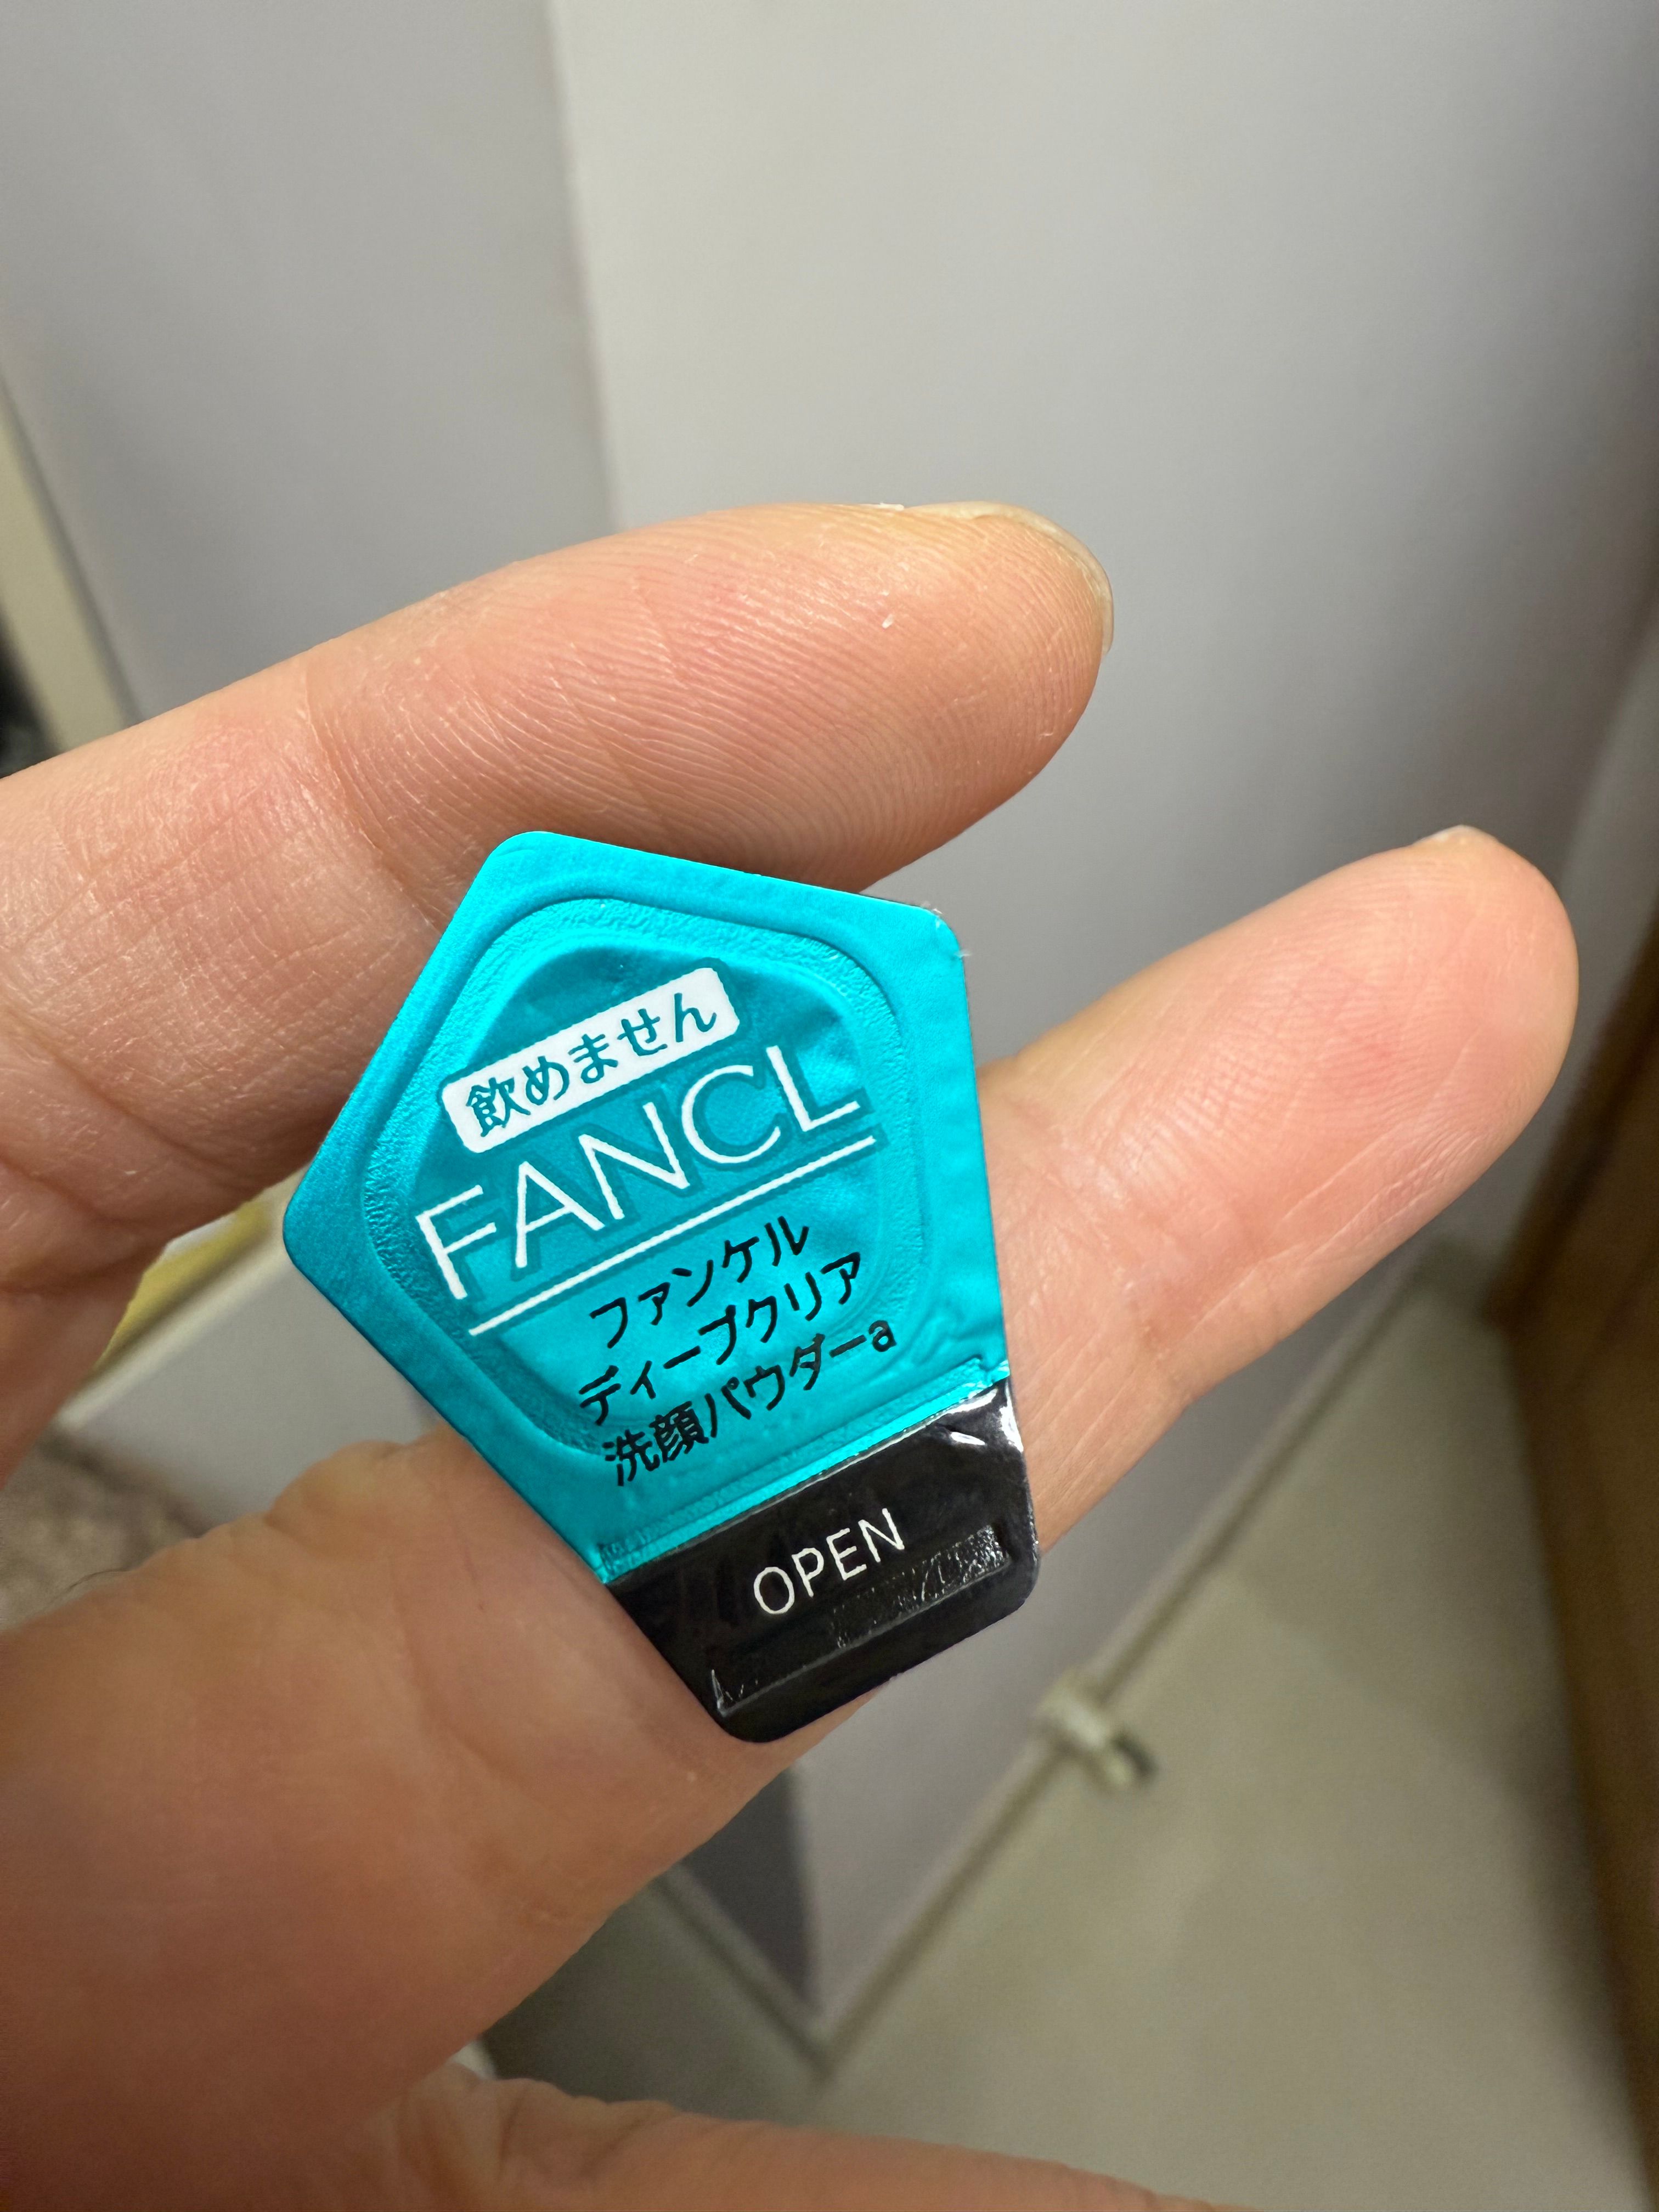 飲めません
FANCL
ファンケル
ディープクリア
洗顔パウダーa
OPEN